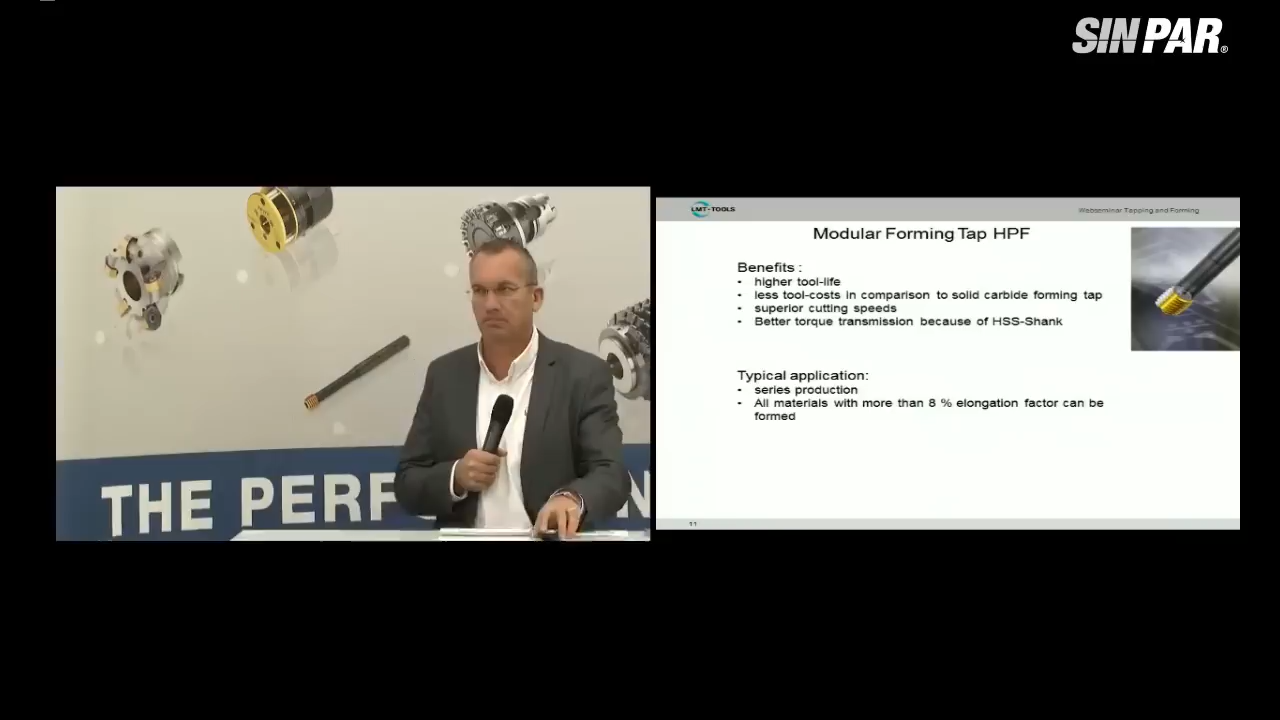 SINPAR®
THE PERF
N
LMT-TOOLS
Webseminar Tapping and Forming
Modular Forming Tap HPF
Benefits :
• higher tool-life
• less tool-costs in comparison to solid carbide forming tap
• superior cutting speeds
• Better torque transmission because of HSS-Shank
Typical application:
• series production
• All materials with more than 8 % elongation factor can be
formed
11